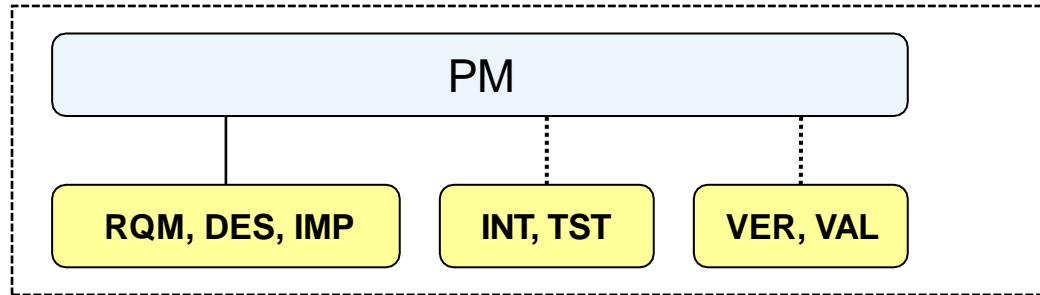 PM
RQM, DES, IMP
INT, TST
VER, VAL